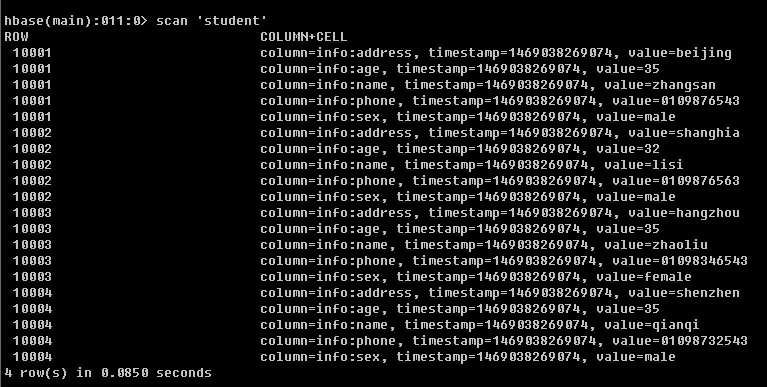 hbase(main):011:0> scan 'student'
ROW COLUMN+CELL
10001 column=info:address, timestamp=1469038269074, value=beijing
10001 column=info:age, timestamp=1469038269074, value=35
10001 column=info:name, timestamp=1469038269074, value=zhangsan
10001 column=info:phone, timestamp=1469038269074, value=0109876543
10001 column=info:sex, timestamp=1469038269074, value=male
10002 column=info:address, timestamp=1469038269074, value=shanghia
10002 column=info:age, timestamp=1469038269074, value=32
10002 column=info:name, timestamp=1469038269074, value=lisi
10002 column=info:phone, timestamp=1469038269074, value=0109876563
10002 column=info:sex, timestamp=1469038269074, value=male
10003 column=info:address, timestamp=1469038269074, value=hangzhou
10003 column=info:age, timestamp=1469038269074, value=35
10003 column=info:name, timestamp=1469038269074, value=zhaoliu
10003 column=info:phone, timestamp=1469038269074, value=01098346543
10003 column=info:sex, timestamp=1469038269074, value=female
10004 column=info:address, timestamp=1469038269074, value=shenzhen
10004 column=info:age, timestamp=1469038269074, value=35
10004 column=info:name, timestamp=1469038269074, value=qianqi
10004 column=info:phone, timestamp=1469038269074, value=01098732543
10004 column=info:sex, timestamp=1469038269074, value=male
4 row(s) in 0.0850 seconds